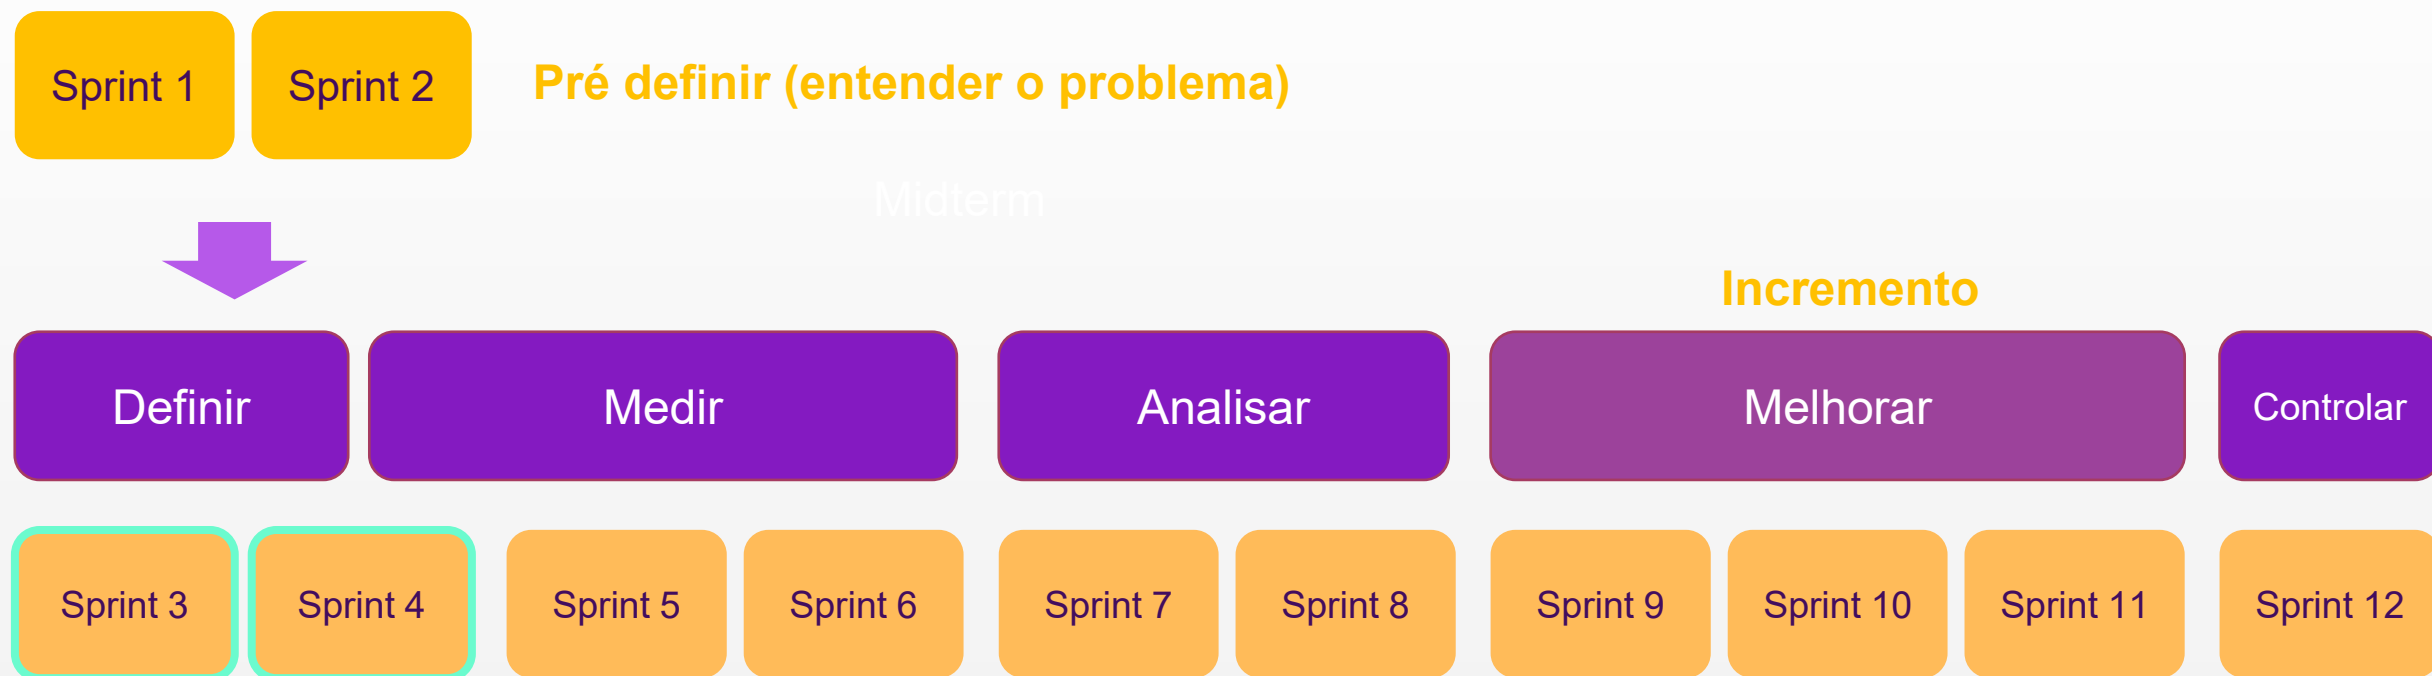 Sprint 1
Sprint 2
Pré definir (entender o problema)
Midterm
Incremento
Definir
Medir
Analisar
Melhorar
Controlar
Sprint 3
Sprint 4
Sprint 5
Sprint 6
Sprint 7
Sprint 8
Sprint 9
Sprint 10
Sprint 11
Sprint 12